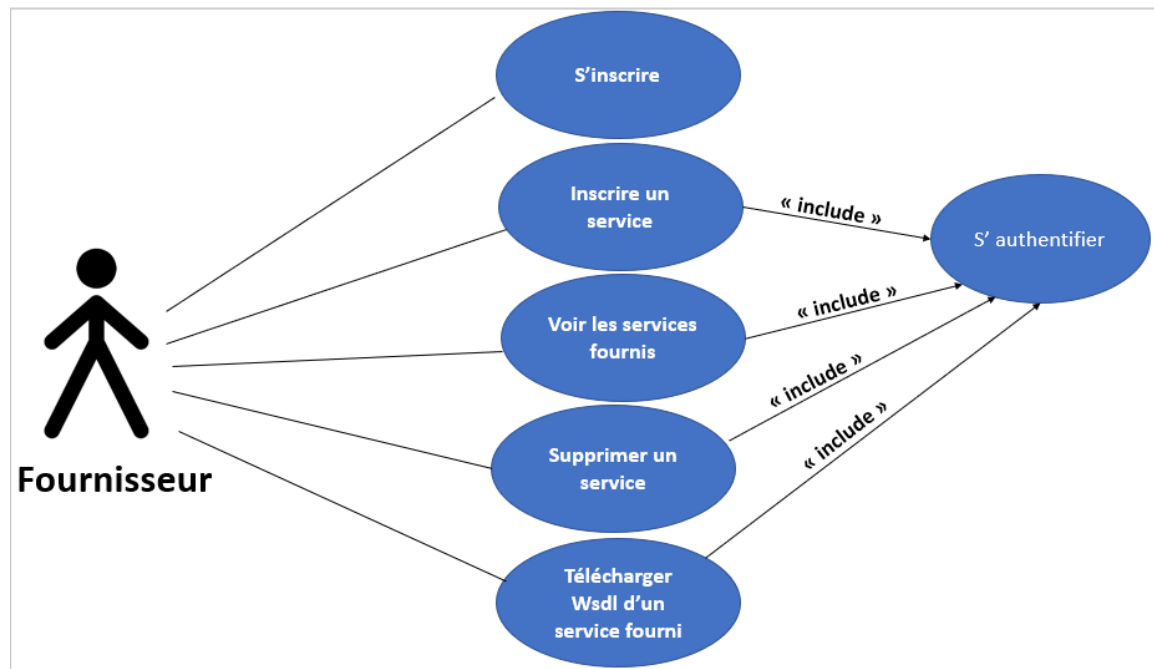 S'inscrire
Inscrire un
service
« include »
S' authentifier
Voir les services
fournis
« include »
Supprimer un
service
« include »
Télécharger
Wsdl d'un
service fourni
« include »
Fournisseur